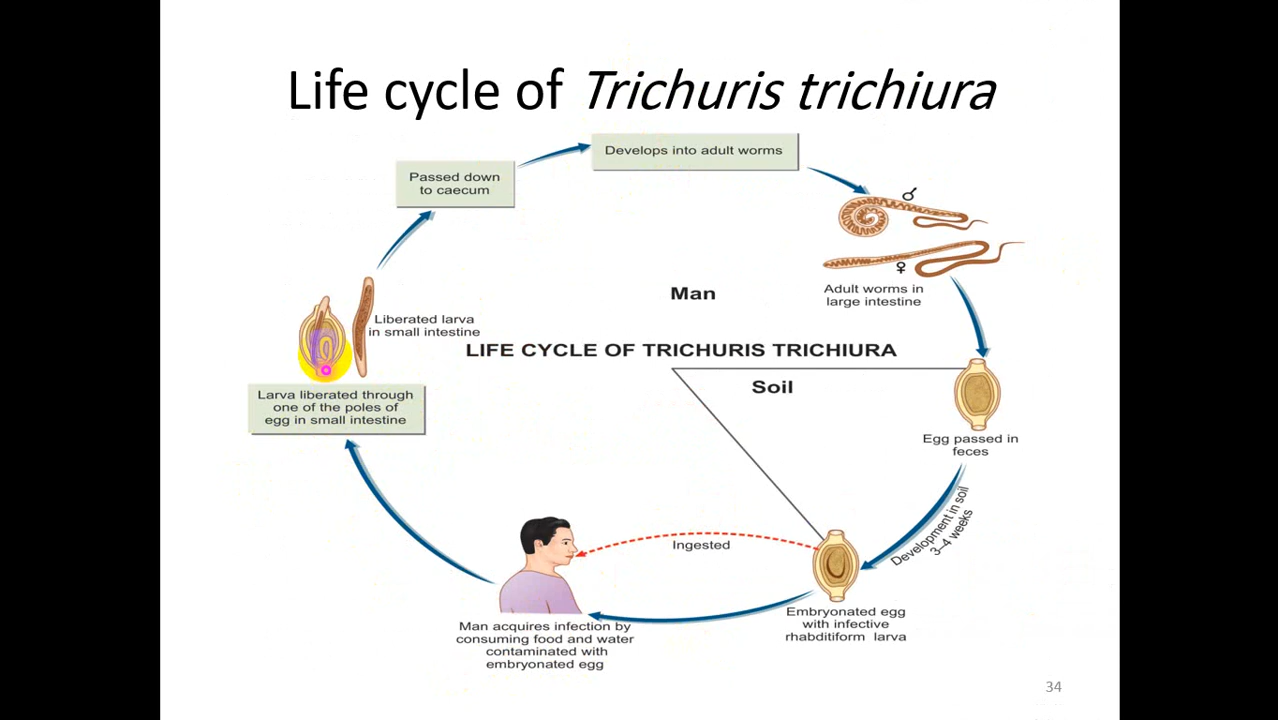 Life cycle of Trichuris trichiura
Develops into adult worms
Passed down
to caecum
♂
♀
Adult worms in
large intestine
Man
Liberated larva
in small intestine
LIFE CYCLE OF TRICHURIS TRICHIURA
Soil
Larva liberated through
one of the poles of
egg in small intestine
Egg passed in
feces
Development in soil
3–4 weeks
Ingested
Embryonated egg
with infective
rhabditiform larva
Man acquires infection by
consuming food and water
contaminated with
embryonated egg
34